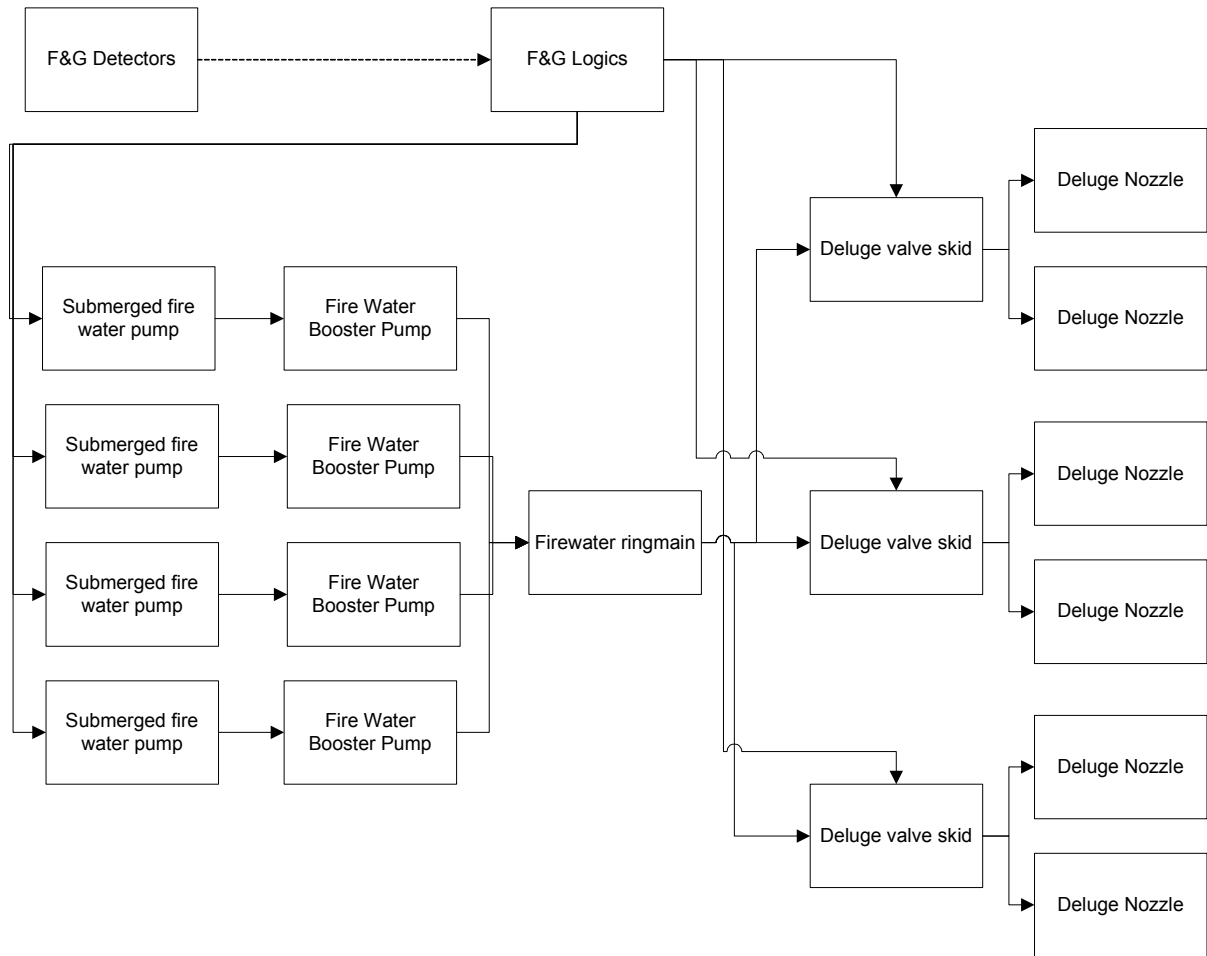 F&G Detectors
F&G Logics
Deluge Nozzle
Deluge valve skid
Deluge Nozzle
Submerged fire
water pump
Fire Water
Booster Pump
Submerged fire
water pump
Fire Water
Booster Pump
Deluge Nozzle
Firewater ringmain
Deluge valve skid
Submerged fire
water pump
Fire Water
Booster Pump
Deluge Nozzle
Submerged fire
water pump
Fire Water
Booster Pump
Deluge Nozzle
Deluge valve skid
Deluge Nozzle